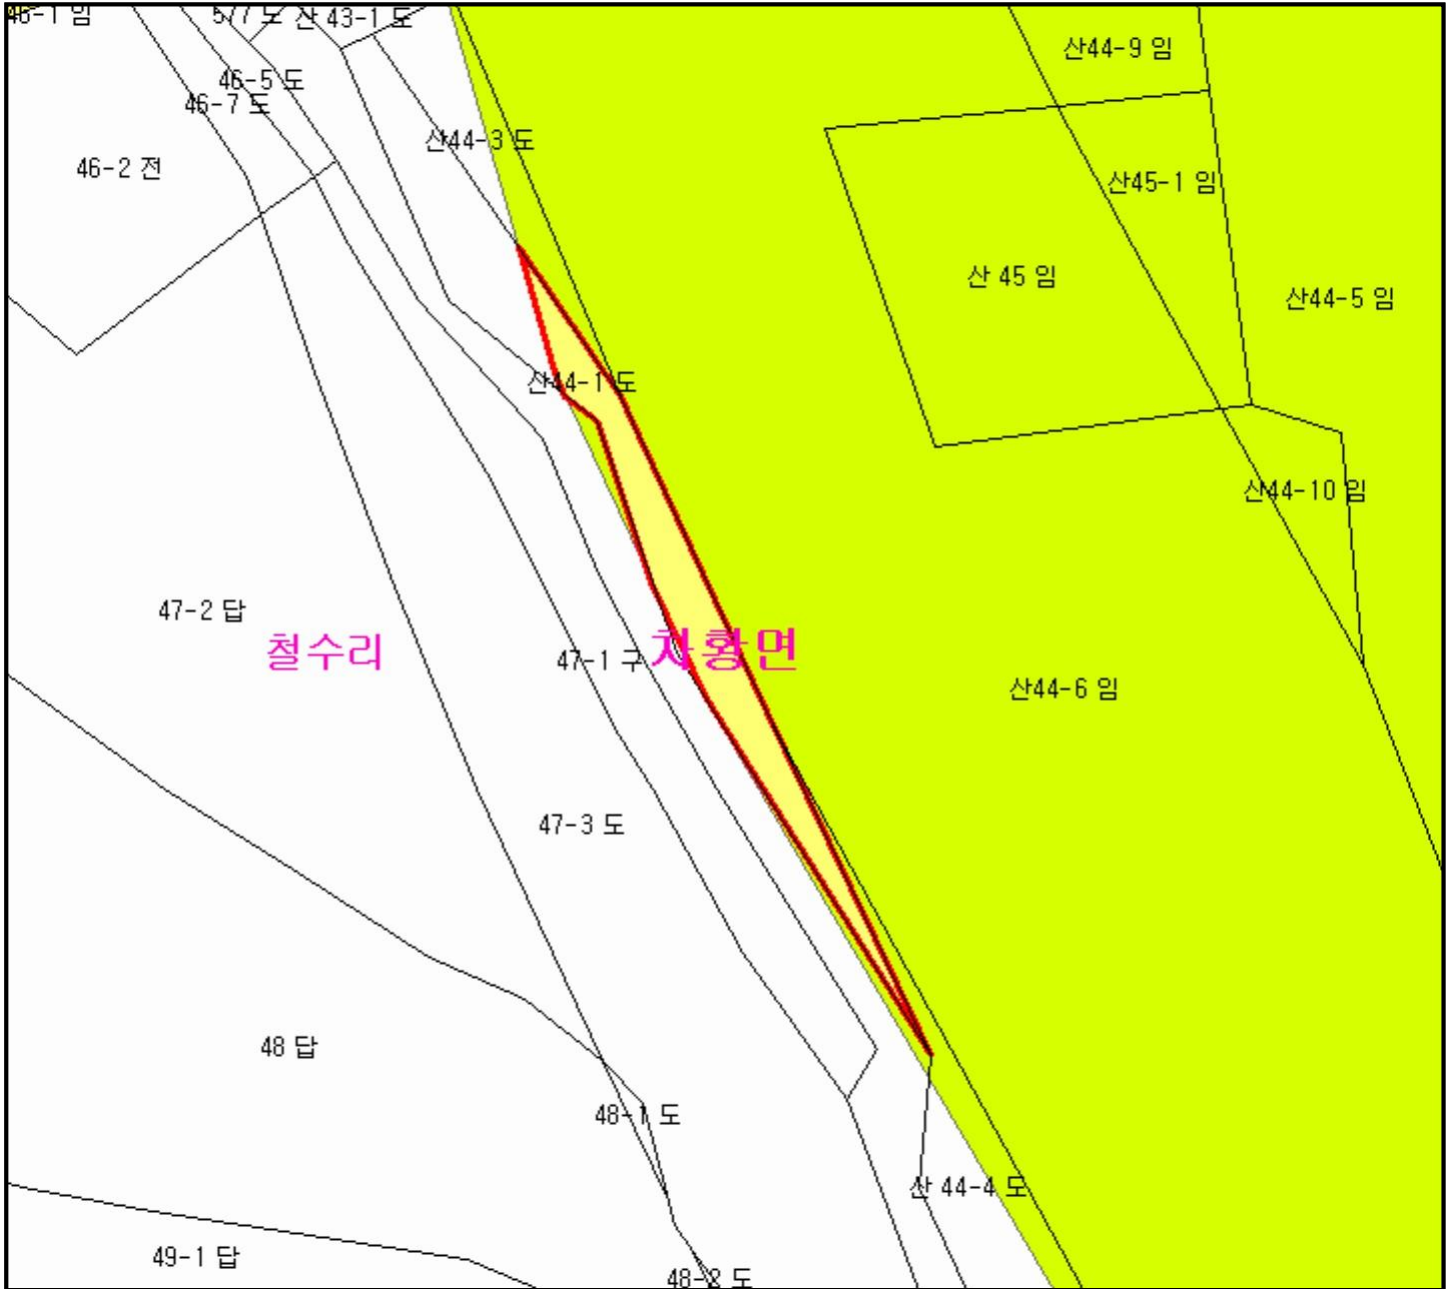 46-1 임
577 도
산 43-1 도
산44-9 임
46-5 도
46-7 도
산44-3 도
46-2 전
산45-1 임
산 45 임
산44-5 임
산44-1 도
산44-10 임
47-2 답
철수리
47-1 구
차황면
산44-6 임
47-3 도
48 답
48-1 도
산 44-4 도
49-1 답
48-2 도